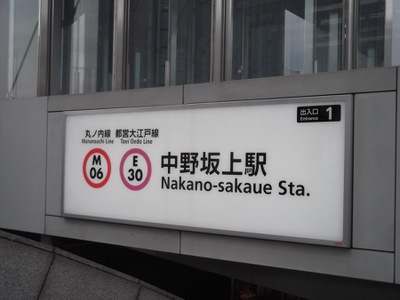 出入口 1
Entrance
丸ノ内線 都営大江戸線
Marunouchi Line Toei Oedo Line
M 06
E 30
中野坂上駅
Nakano-sakaue Sta.